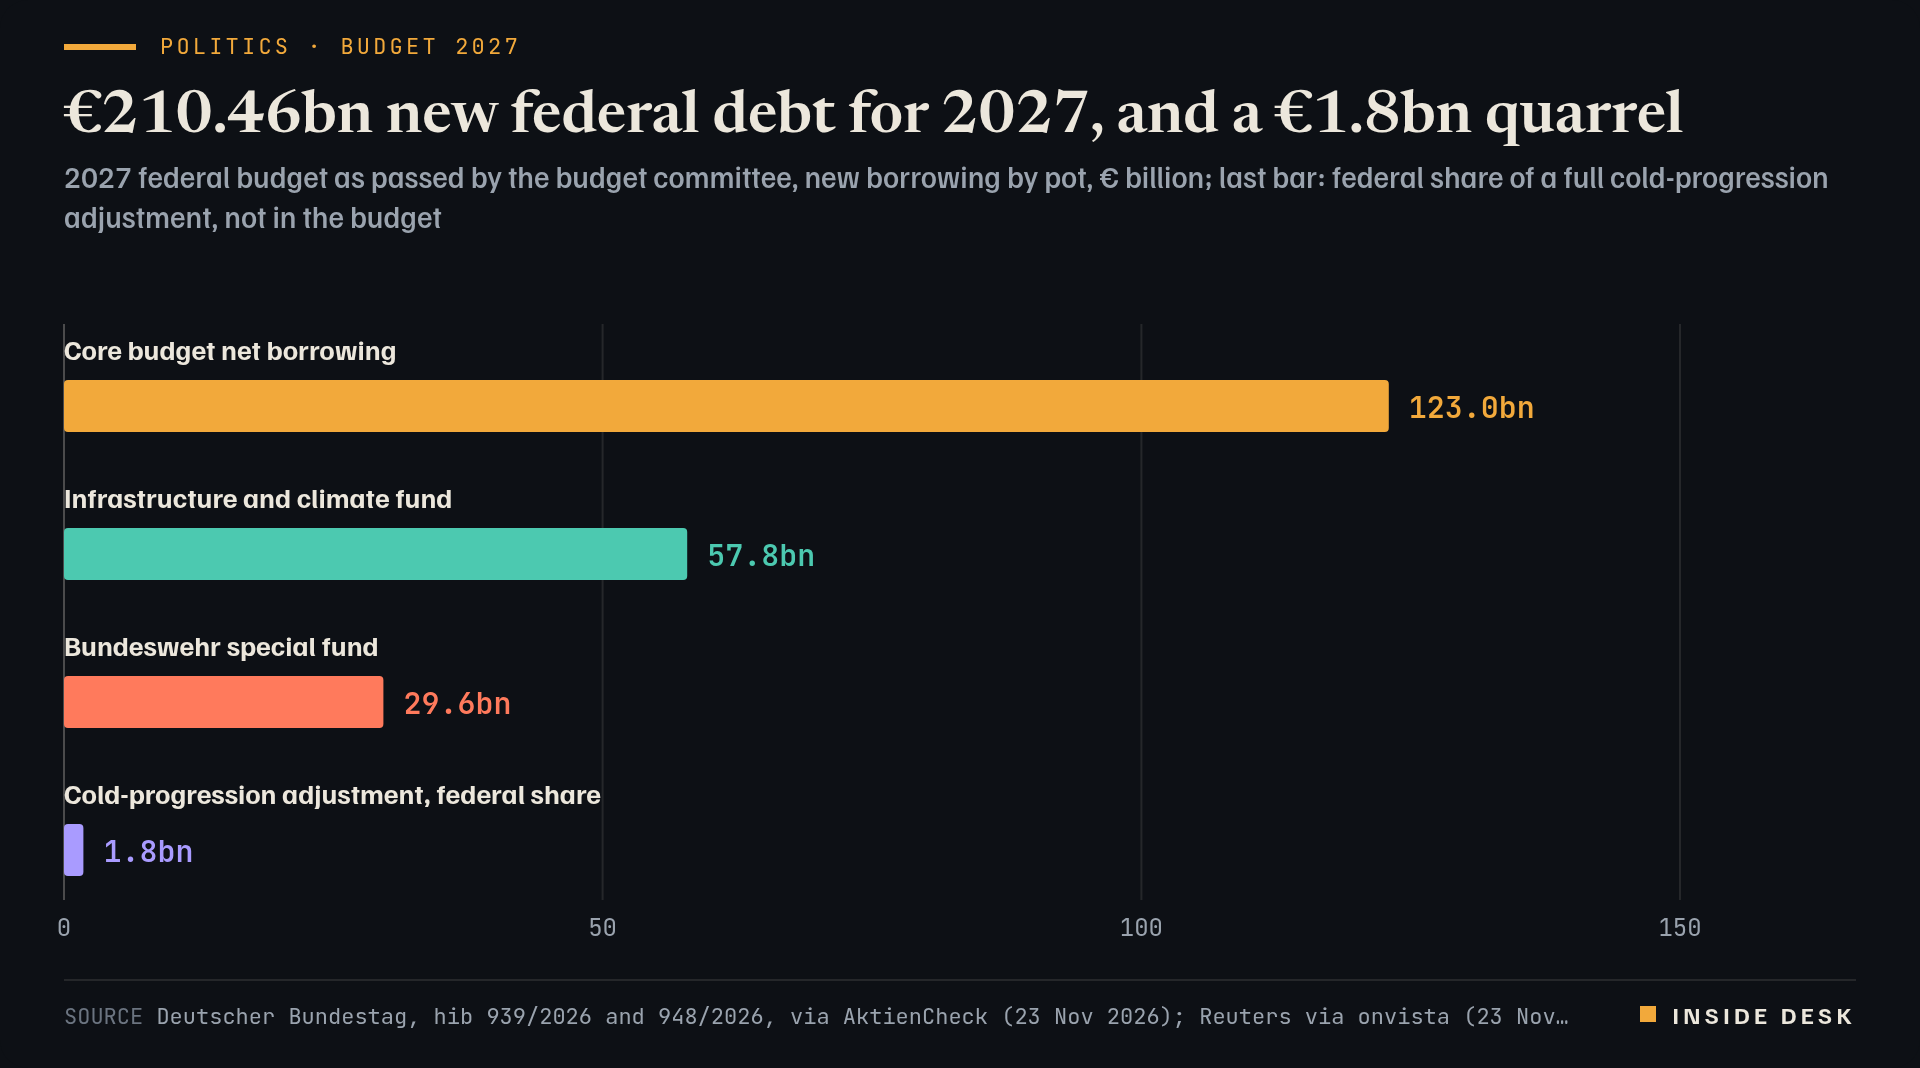 POLITICS · BUDGET 2027
€210.46bn new federal debt for 2027, and a €1.8bn quarrel
2027 federal budget as passed by the budget committee, new borrowing by pot, € billion; last bar: federal share of a full cold-progression
adjustment, not in the budget
Core budget net borrowing
123.0bn
Infrastructure and climate fund
57.8bn
Bundeswehr special fund
29.6bn
Cold-progression adjustment, federal share
1.8bn
0 50 100 150
SOURCE Deutscher Bundestag, hib 939/2026 and 948/2026, via AktienCheck (23 Nov 2026); Reuters via onvista (23 Nov…
INSIDE DESK